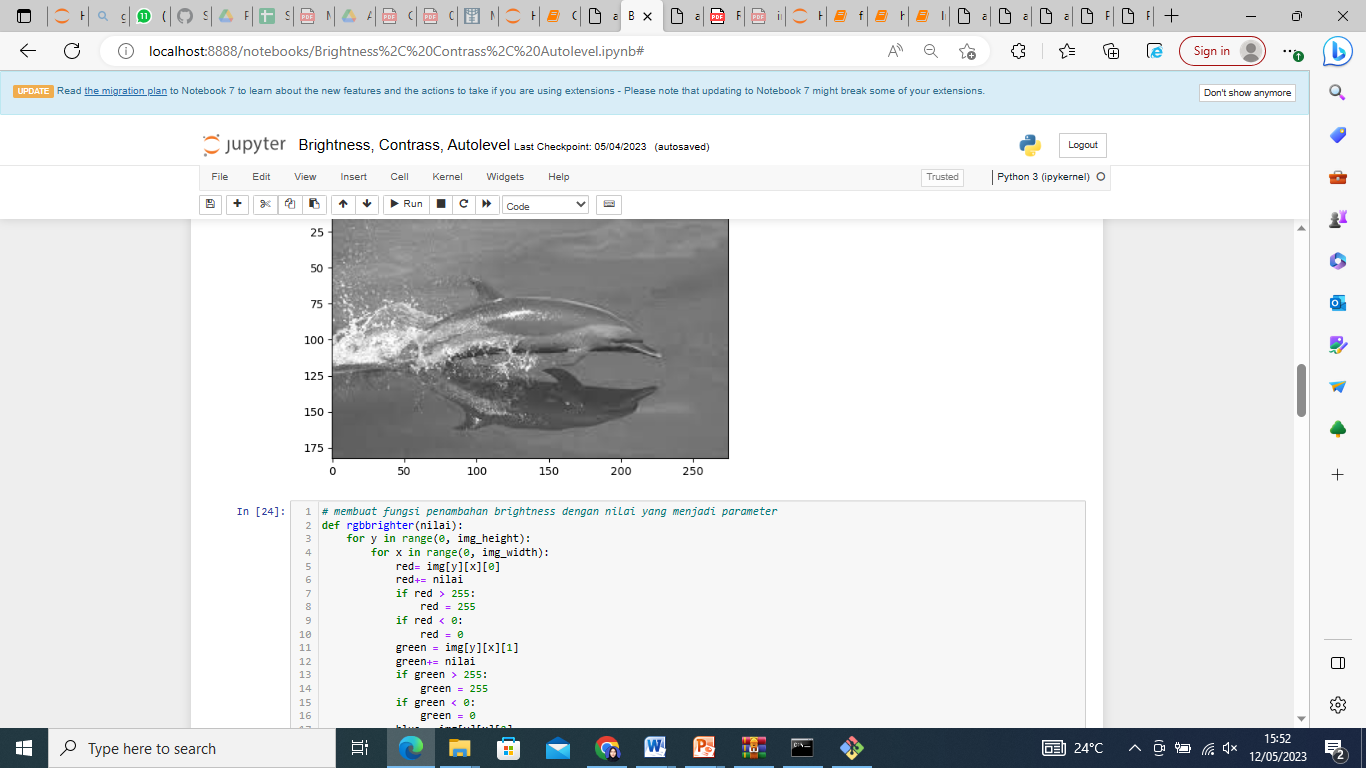 localhost:8888/notebooks/Brightness%2C%20Contrass%2C%20Autolevel.ipynb#
Sign in
UPDATE Read the migration plan to Notebook 7 to learn about the new features and the actions to take if you are using extensions - Please note that updating to Notebook 7 might break some of your extensions.
Don't show anymore
jupyter Brightness, Contrass, Autolevel Last Checkpoint: 05/04/2023 (autosaved)
Logout
File Edit View Insert Cell Kernel Widgets Help
Trusted Python 3 (ipykernel)
Run Code
25
50
75
100
125
150
175
0 50 100 150 200 250
In [24]:
1 # membuat fungsi penambahan brightness dengan nilai yang menjadi parameter
2 def rgbbrighter(nilai):
3 for y in range(0, img_height):
4 for x in range(0, img_width):
5 red= img[y][x][0]
6 red+= nilai
7 if red > 255:
8 red = 255
9 if red < 0:
10 red = 0
11 green = img[y][x][1]
12 green+= nilai
13 if green > 255:
14 green = 255
15 if green < 0:
16 green = 0
Type here to search
24°C
15:52
12/05/2023
2